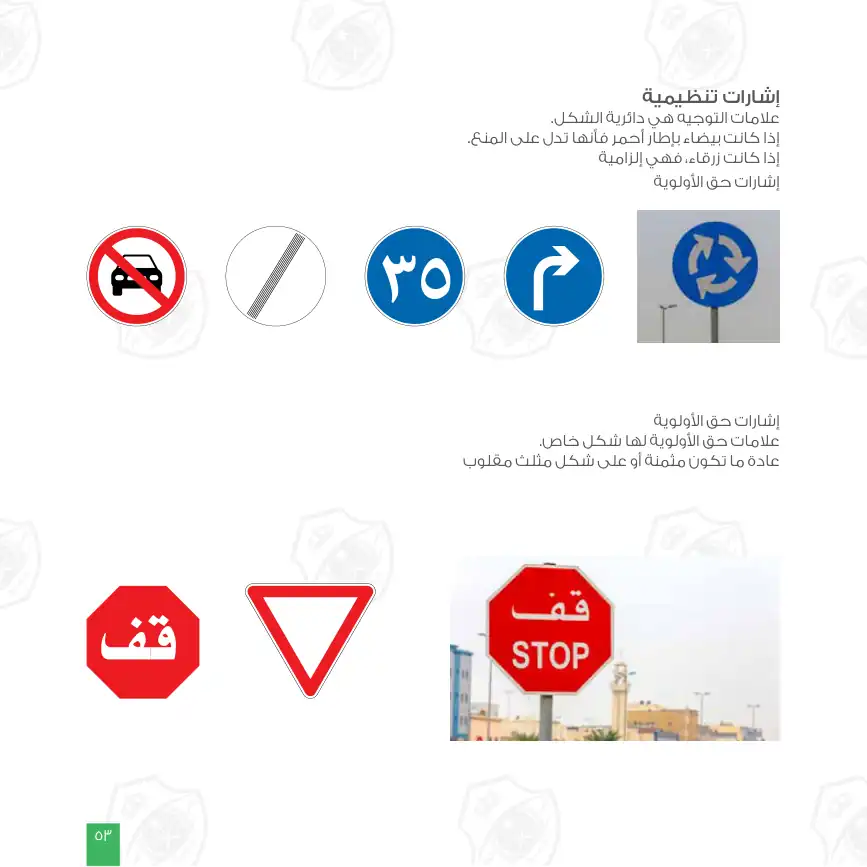 إشارات تنظيمية
علامات التوجيه هي دائرية الشكل.
إذا كانت بيضاء بإطار أحمر فأنها تدل على المنع.
إذا كانت زرقاء، فهي إلزامية
إشارات حق الأولوية
٣٥
إشارات حق الأولوية
علامات حق الأولوية لها شكل خاص.
عادة ما تكون مثمنة أو على شكل مثلث مقلوب
قف
STOP
قف
٥٣